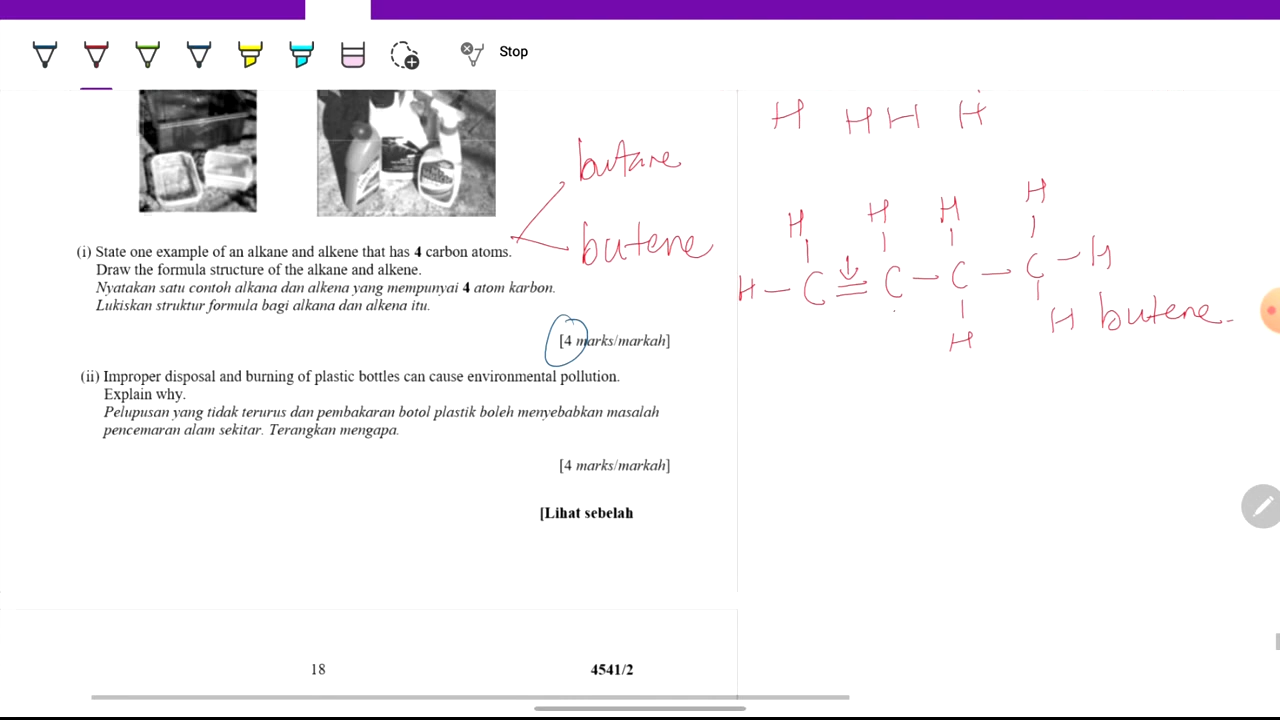 Stop
H H H H
butane
butene
(i) State one example of an alkane and alkene that has 4 carbon atoms.
Draw the formula structure of the alkane and alkene.
Nyatakan satu contoh alkana dan alkena yang mempunyai 4 atom karbon.
Lukiskan struktur formula bagi alkana dan alkena itu.
[4 marks/markah]
(ii) Improper disposal and burning of plastic bottles can cause environmental pollution.
Explain why.
Pelupusan yang tidak terurus dan pembakaran botol plastik boleh menyebabkan masalah
pencemaran alam sekitar. Terangkan mengapa.
[4 marks/markah]
[Lihat sebelah
H H H H
H – C = C – C – C – H
H H butene.
18 4541/2